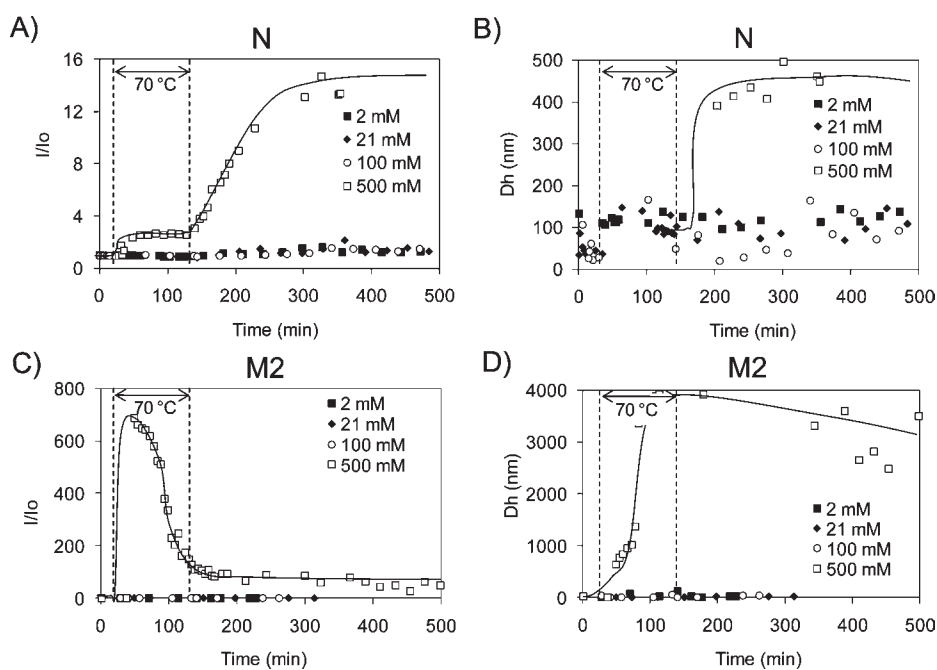 A)
N
16
12
8
4
0
I/Io
70 °C
2 mM
21 mM
100 mM
500 mM
0 100 200 300 400 500
Time (min)
B)
N
500
400
300
200
100
0
Dh (nm)
70 °C
2 mM
21 mM
100 mM
500 mM
0 100 200 300 400 500
Time (min)
C)
M2
800
600
400
200
0
I/Io
70 °C
2 mM
21 mM
100 mM
500 mM
0 100 200 300 400 500
Time (min)
D)
M2
4000
3000
2000
1000
0
Dh (nm)
70 °C
2 mM
21 mM
100 mM
500 mM
0 100 200 300 400 500
Time (min)